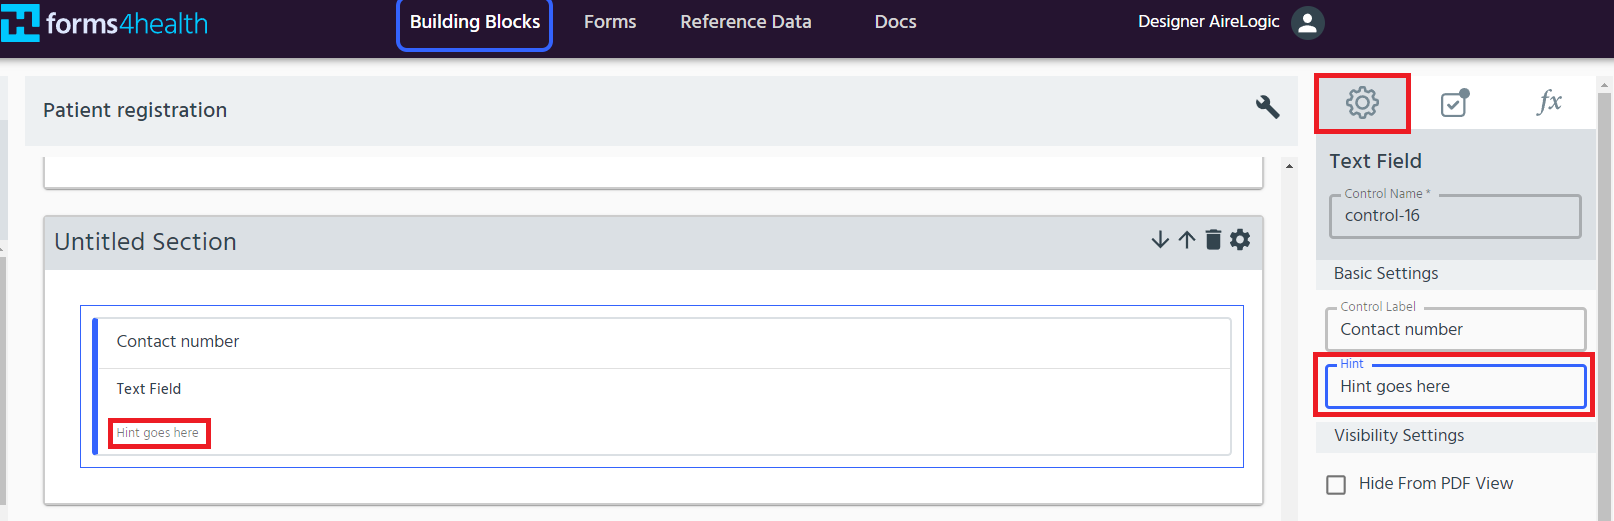 forms4health
Building Blocks
Forms
Reference Data
Docs
Designer AireLogic
Patient registration
Untitled Section
Contact number
Text Field
Hint goes here
fx
Text Field
Control Name *
control-16
Basic Settings
Control Label
Contact number
Hint
Hint goes here
Visibility Settings
Hide From PDF View